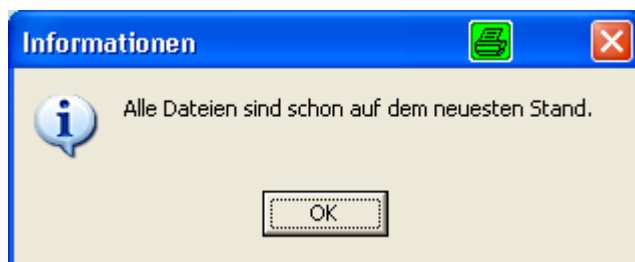 Informationen
Alle Dateien sind schon auf dem neuesten Stand.
OK